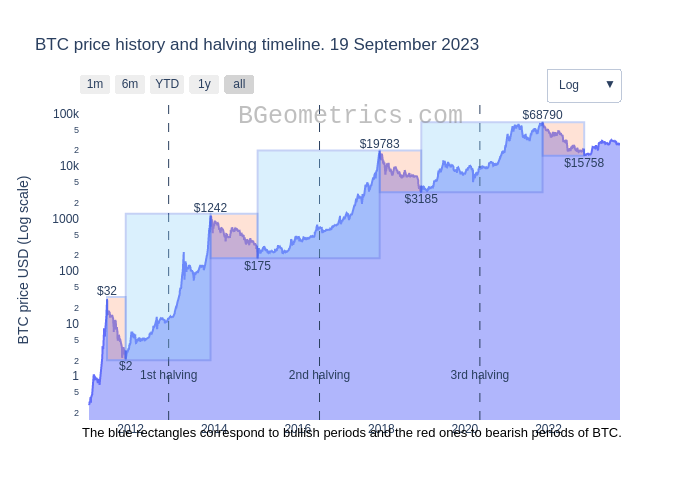 BTC price history and halving timeline. 19 September 2023
1m 6m YTD 1y all
Log ▼
BGeometrics.com
100k
5
2
10k
5
2
1000
5
2
100
5
2
10
5
2
1
5
2
BTC price USD (Log scale)
$68790
$19783
$15758
$1242
$3185
$175
$32
$2
1st halving 2nd halving 3rd halving
2012 2014 2016 2018 2020 2022
The blue rectangles correspond to bullish periods and the red ones to bearish periods of BTC.